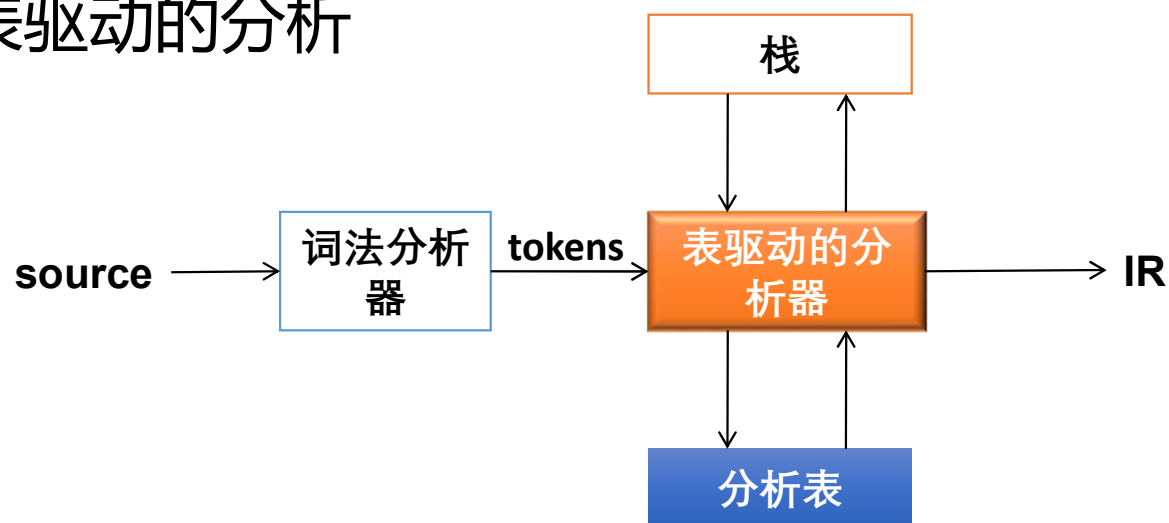 表驱动的分析
栈
source
词法分析
器
tokens
表驱动的分
析器
IR
分析表